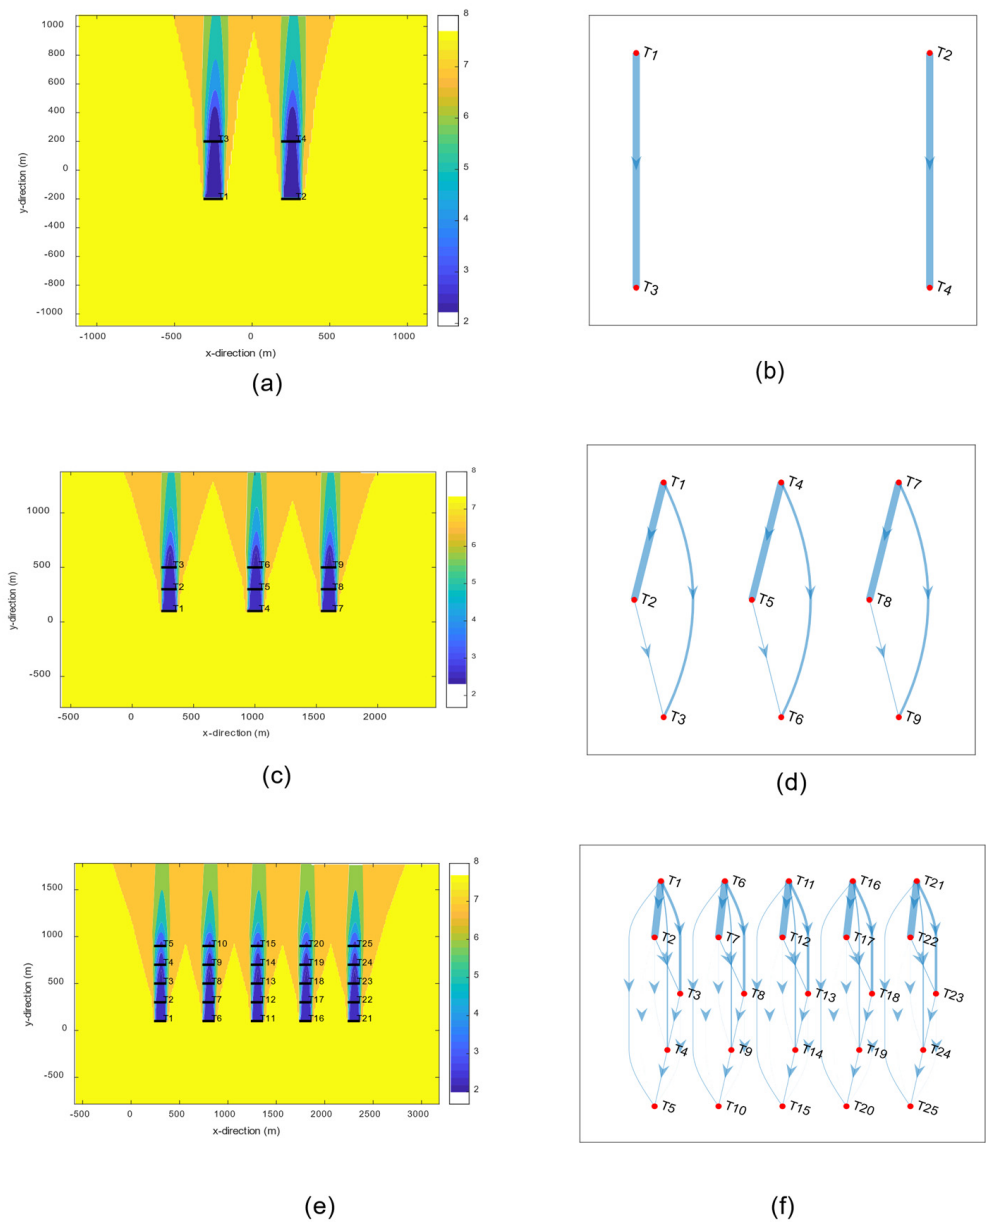 1000
800
600
400
200
0
-200
-400
-600
-800
-1000
y-direction (m)
T3
T4
T1
T2
-1000
-500
0
500
1000
x-direction (m)
8
7
6
5
4
3
2
(a)
T1
T2
T3
T4
(b)
1000
500
0
-500
y-direction (m)
T3
T6
T9
T2
T5
T8
T1
T4
T7
-500
0
500
1000
1500
2000
x-direction (m)
8
7
6
5
4
3
2
(c)
T1
T4
T7
T2
T5
T8
T3
T6
T9
(d)
1500
1000
500
0
-500
y-direction (m)
T5
T10
T15
T20
T25
T4
T9
T14
T19
T24
T3
T8
T13
T18
T23
T2
T7
T12
T17
T22
T1
T6
T11
T16
T21
-500
0
500
1000
1500
2000
2500
3000
x-direction (m)
8
7
6
5
4
3
2
(e)
T1
T6
T11
T16
T21
T2
T7
T12
T17
T22
T3
T8
T13
T18
T23
T4
T9
T14
T19
T24
T5
T10
T15
T20
T25
(f)